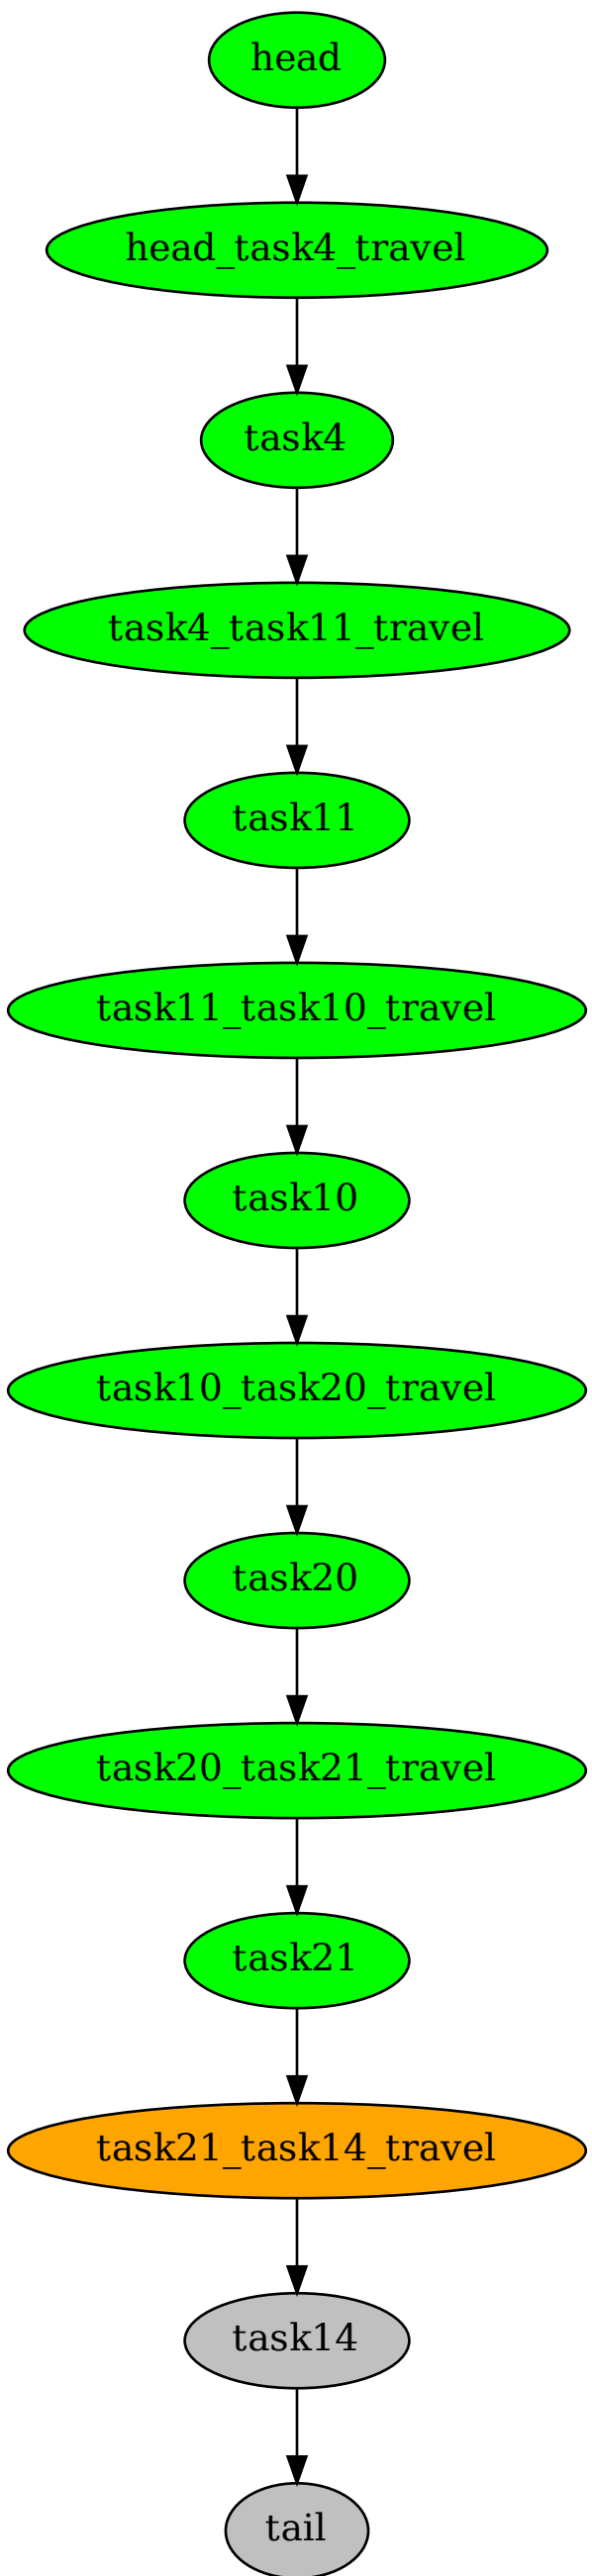 head
head_task4_travel
task4
task4_task11_travel
task11
task11_task10_travel
task10
task10_task20_travel
task20
task20_task21_travel
task21
task21_task14_travel
task14
tail